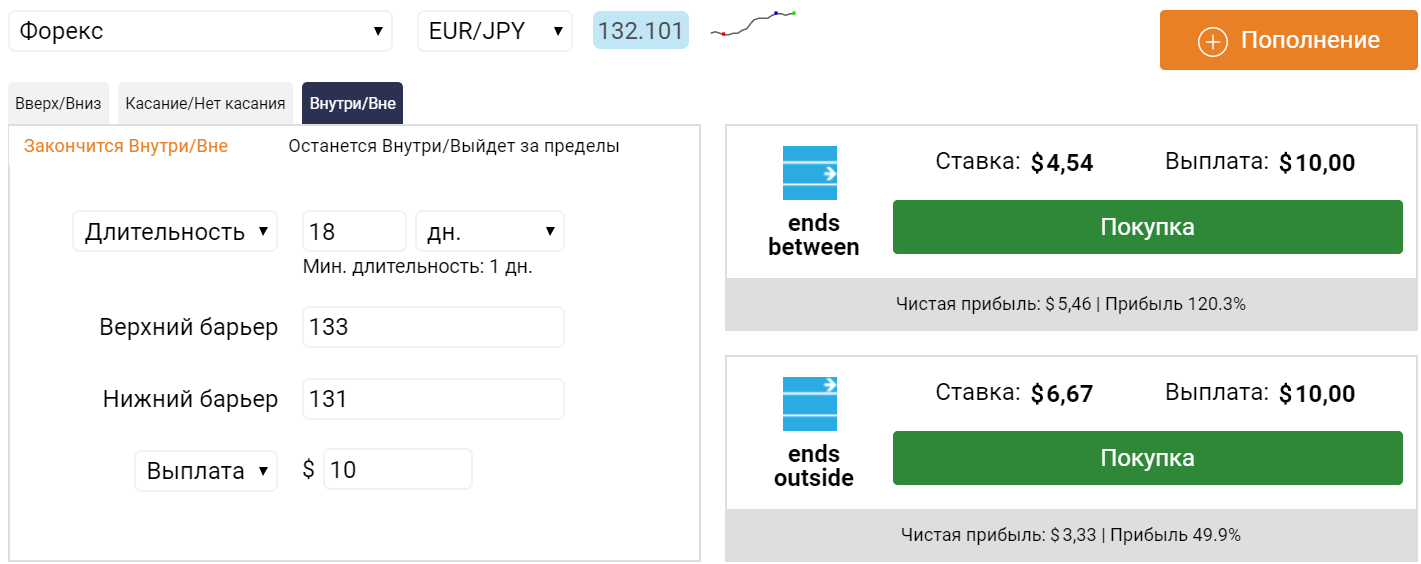 Форекс
EUR/JPY
132.101
Пополнение
Вверх/Вниз
Касание/Нет касания
Внутри/Вне
Закончится Внутри/Вне
Останется Внутри/Выйдет за пределы
Длительность
18
дн.
Мин. длительность: 1 дн.
Верхний барьер
133
Нижний барьер
131
Выплата
$
10
ends
between
Ставка: $4,54
Выплата: $10,00
Покупка
Чистая прибыль: $5,46 | Прибыль 120.3%
ends
outside
Ставка: $6,67
Выплата: $10,00
Покупка
Чистая прибыль: $3,33 | Прибыль 49.9%